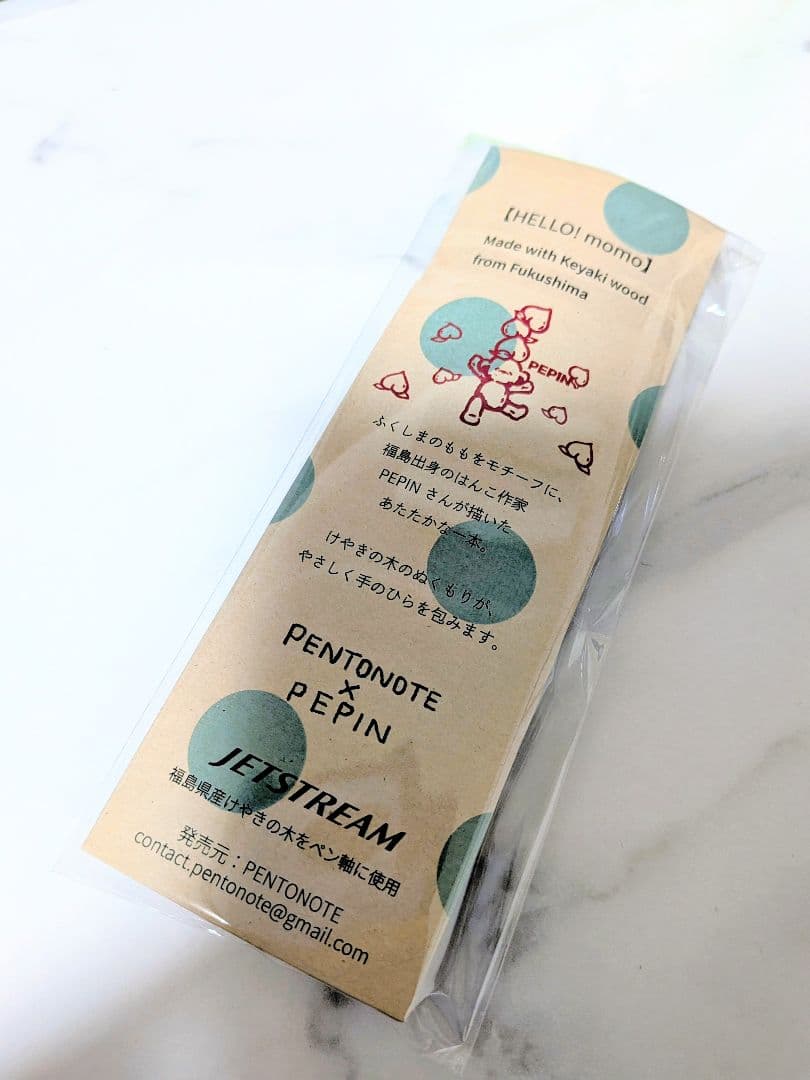 【HELLO! momo】
Made with Keyaki wood
from Fukushima
PEPIN
ふくしまのももをモチーフに、
福島出身のはんこ作家
PEPIN さんが描いた
あたたかな一本。
けやきの木のぬくもりが、
やさしく手のひらを包みます。
PENTONOTE
×
PEPIN
JETSTREAM
福島県産けやきの木をペン軸に使用
発売元：PENTONOTE
contact.pentonote@gmail.com